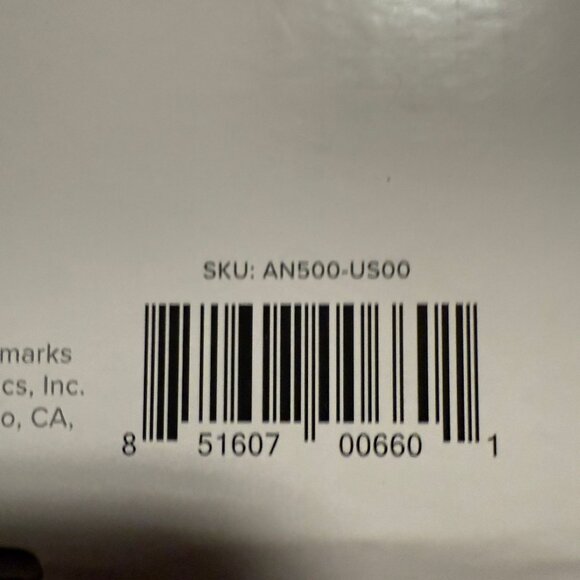 SKU: AN500-US00
marks
cs, Inc.
o, CA,
8 51607 00660 1